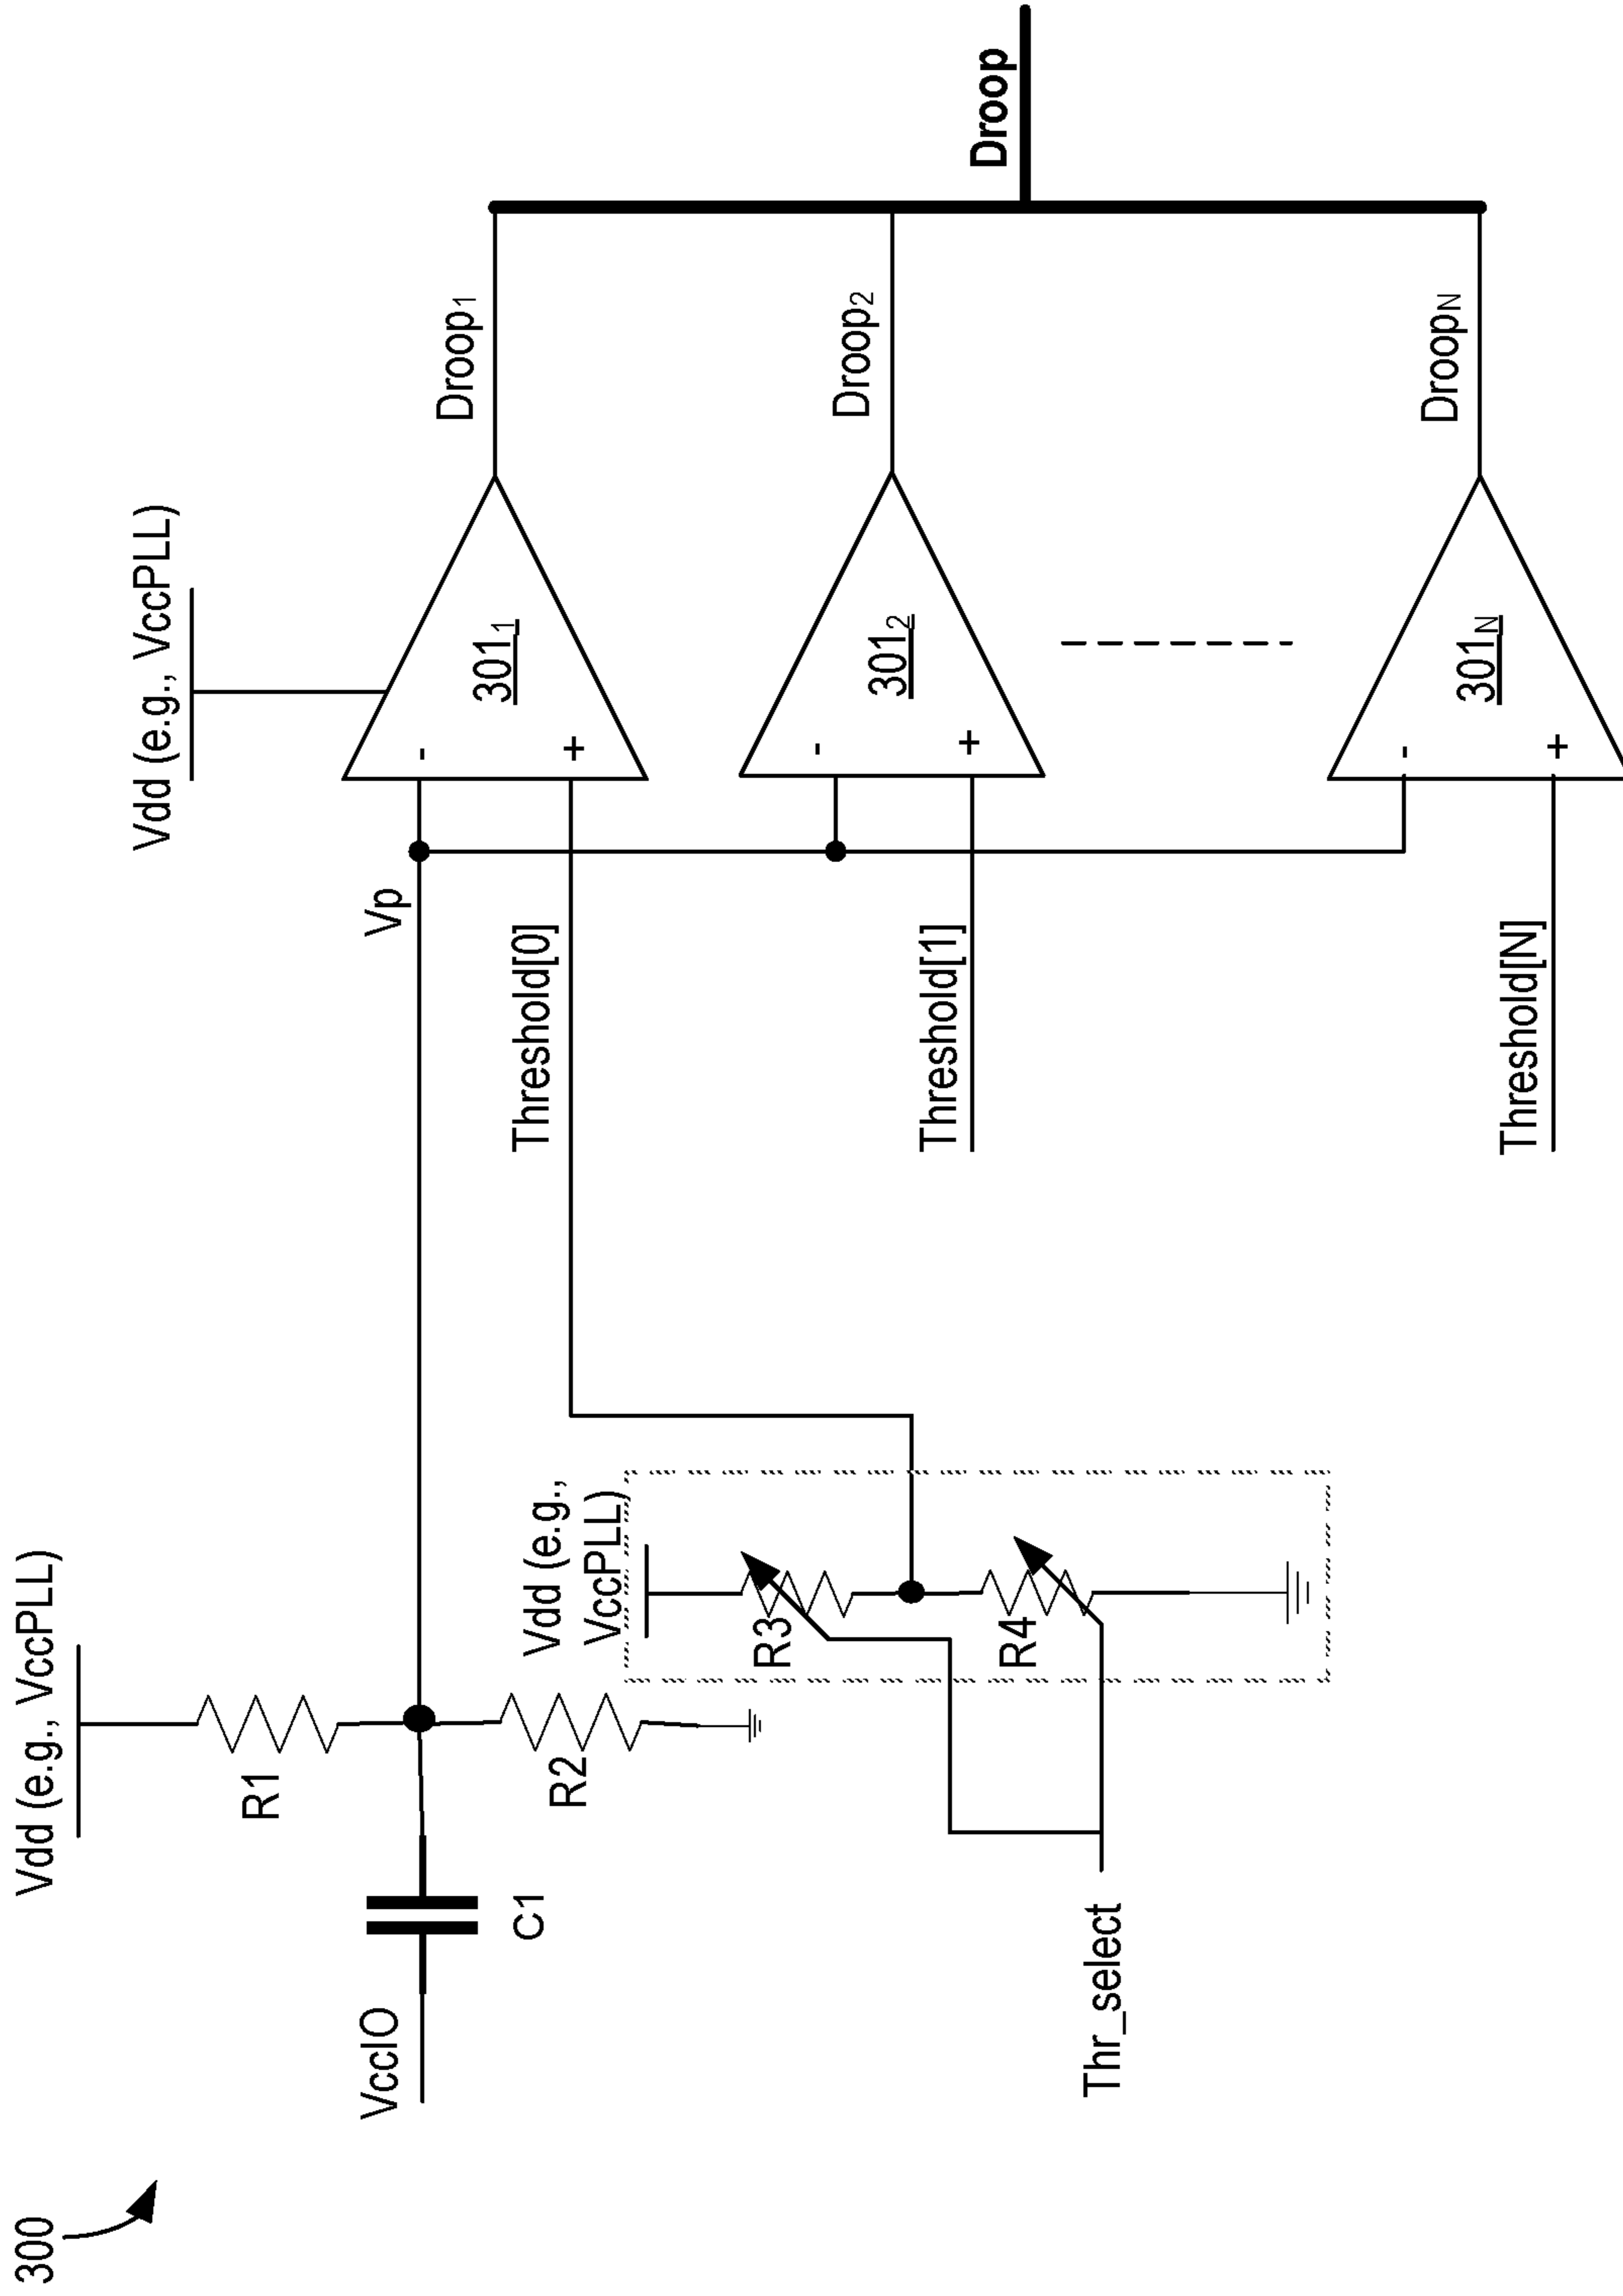 300
Vdd (e.g., VccPLL)
R1
VccIO
C1
R2
Vp
Vdd (e.g., VccPLL)
301₁
-
+
Droop₁
Threshold[0]
Vdd (e.g.,
VccPLL)
R3
R4
Thr_select
Threshold[1]
301₂
-
+
Droop₂
Droop
Threshold[N]
301N
-
+
DroopN